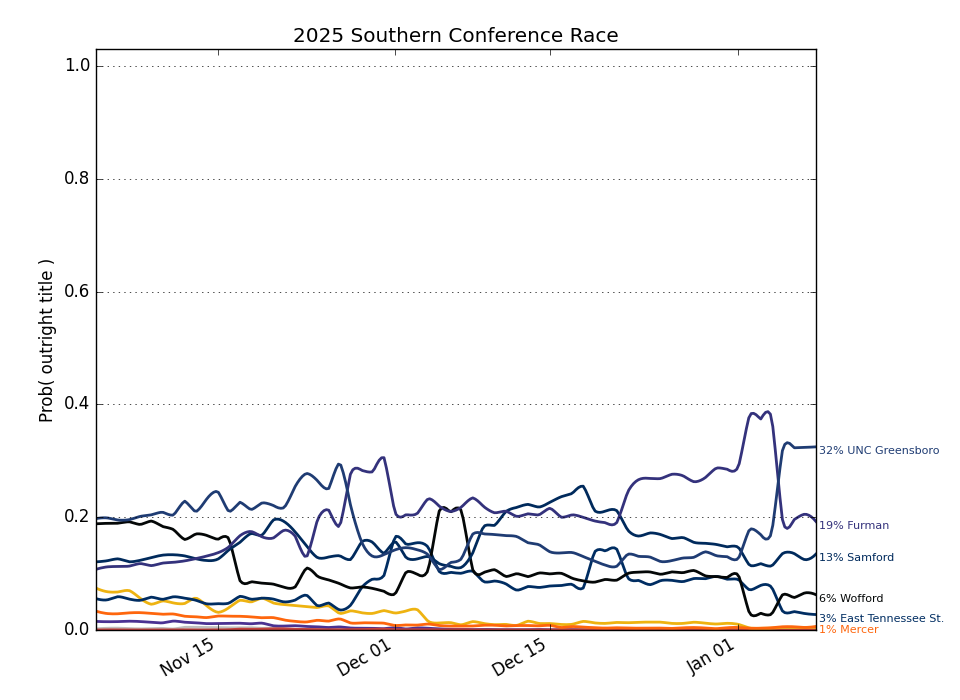 2025 Southern Conference Race
Prob( outright title )
1.0
0.8
0.6
0.4
0.2
0.0
Nov 15
Dec 01
Dec 15
Jan 01
32% UNC Greensboro
19% Furman
13% Samford
6% Wofford
3% East Tennessee St.
1% Mercer